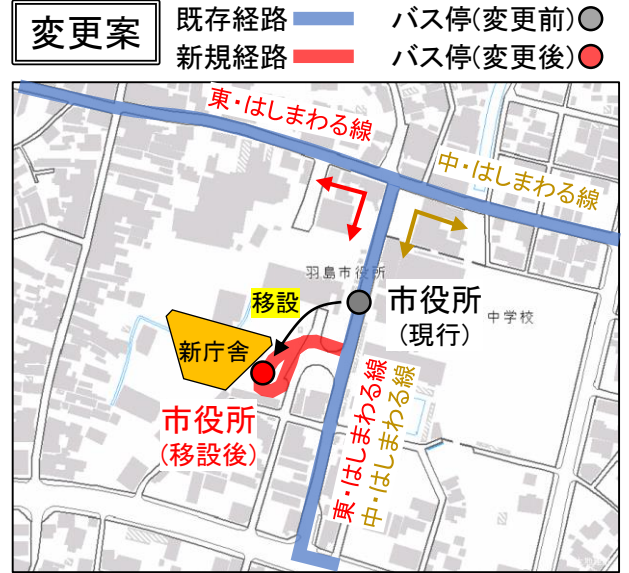 変更案
既存経路
バス停(変更前)
新規経路
バス停(変更後)
東・はしまわる線
中・はしまわる線
羽島市役所
移設
市役所
(現行)
中学校
新庁舎
市役所
(移設後)
東・はしまわる線
中・はしまわる線